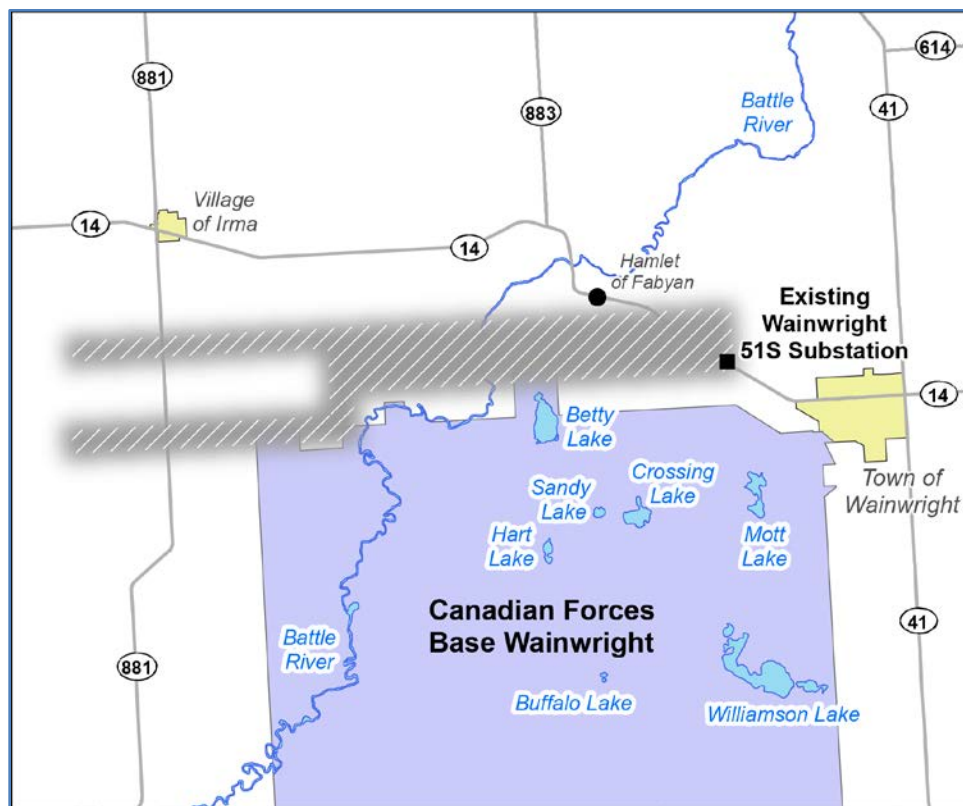 881
883
614
41
Battle
River
Village
of Irma
14
14
Hamlet
of Fabyan
Existing
Wainwright
51S Substation
14
Betty
Lake
Town of
Wainwright
Sandy
Lake
Crossing
Lake
Hart
Lake
Mott
Lake
Canadian Forces
Base Wainwright
Battle
River
881
41
Buffalo Lake
Williamson Lake